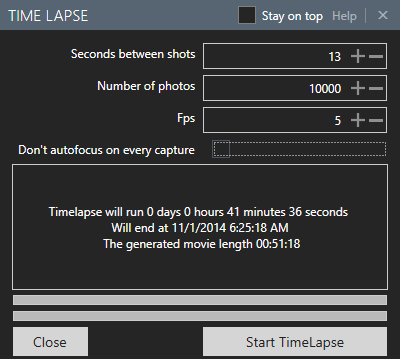 TIME LAPSE Stay on top Help
Seconds between shots 13
Number of photos 10000
Fps 5
Don't autofocus on every capture
Timelapse will run 0 days 0 hours 41 minutes 36 seconds
Will end at 11/1/2014 6:25:18 AM
The generated movie length 00:51:18
Close Start TimeLapse